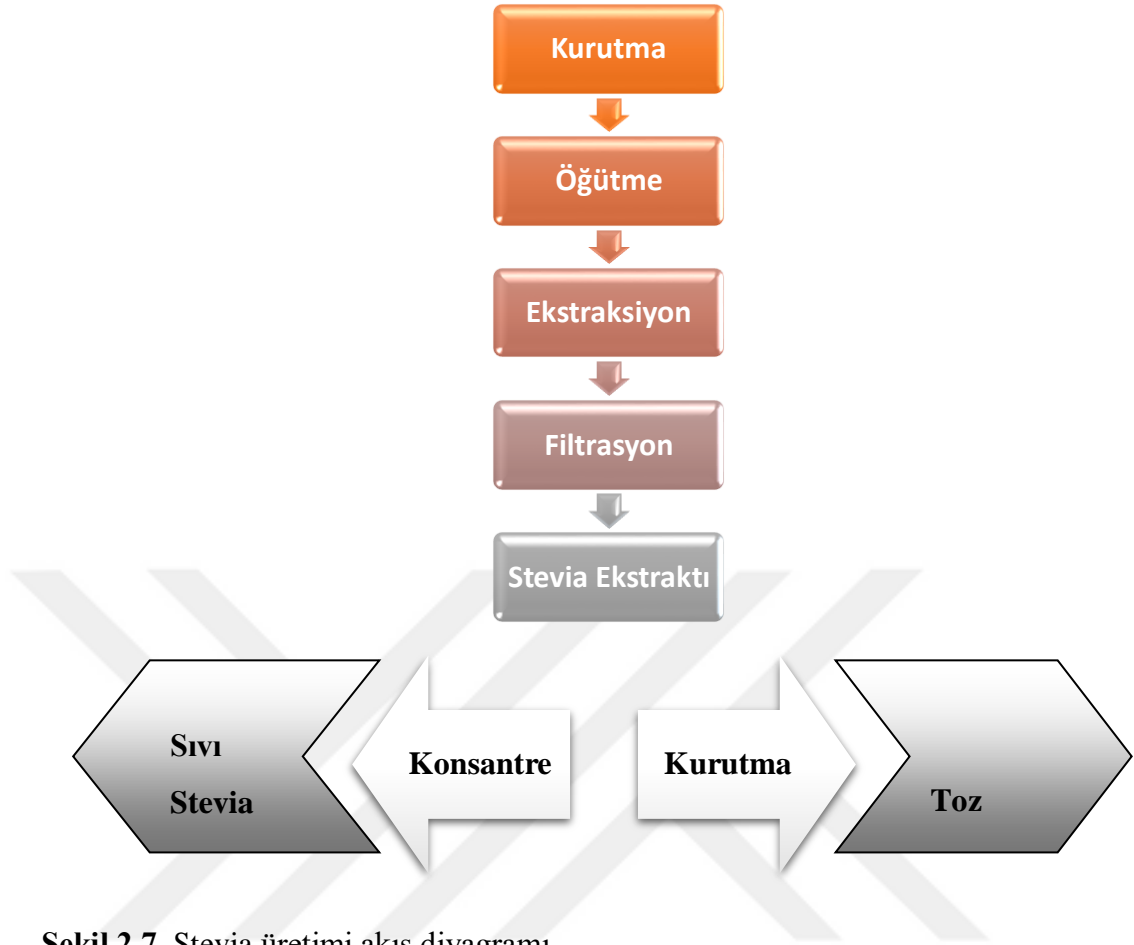 Kurutma
Öğütme
Ekstraksiyon
Filtrasyon
Stevia Ekstraktı
Sıvı
Stevia
Konsantre
Kurutma
Toz
Şekil 2.7. Stevia üretimi akış diyagramı